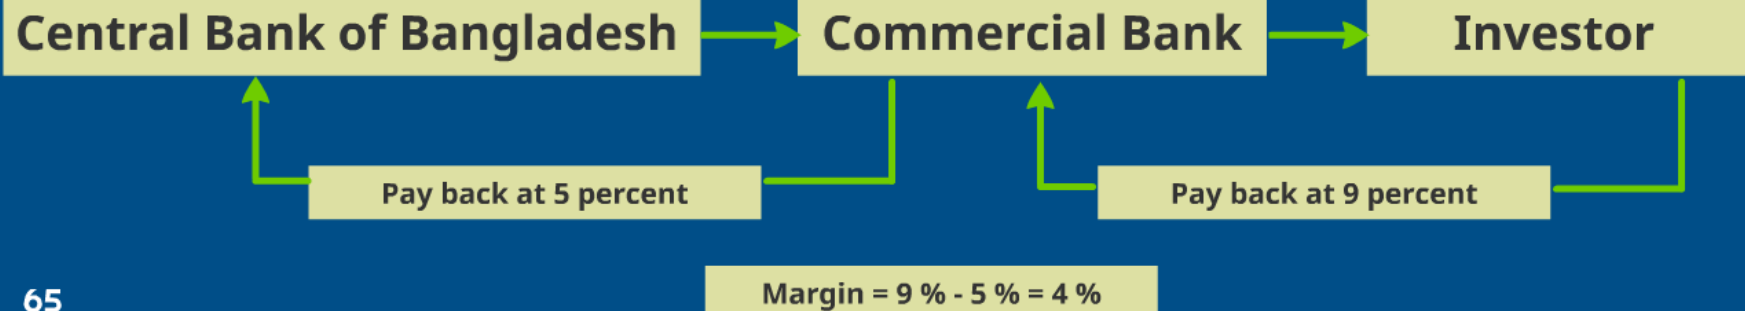 Central Bank of Bangladesh
Commercial Bank
Investor
Pay back at 5 percent
Pay back at 9 percent
Margin = 9 % - 5 % = 4 %
65